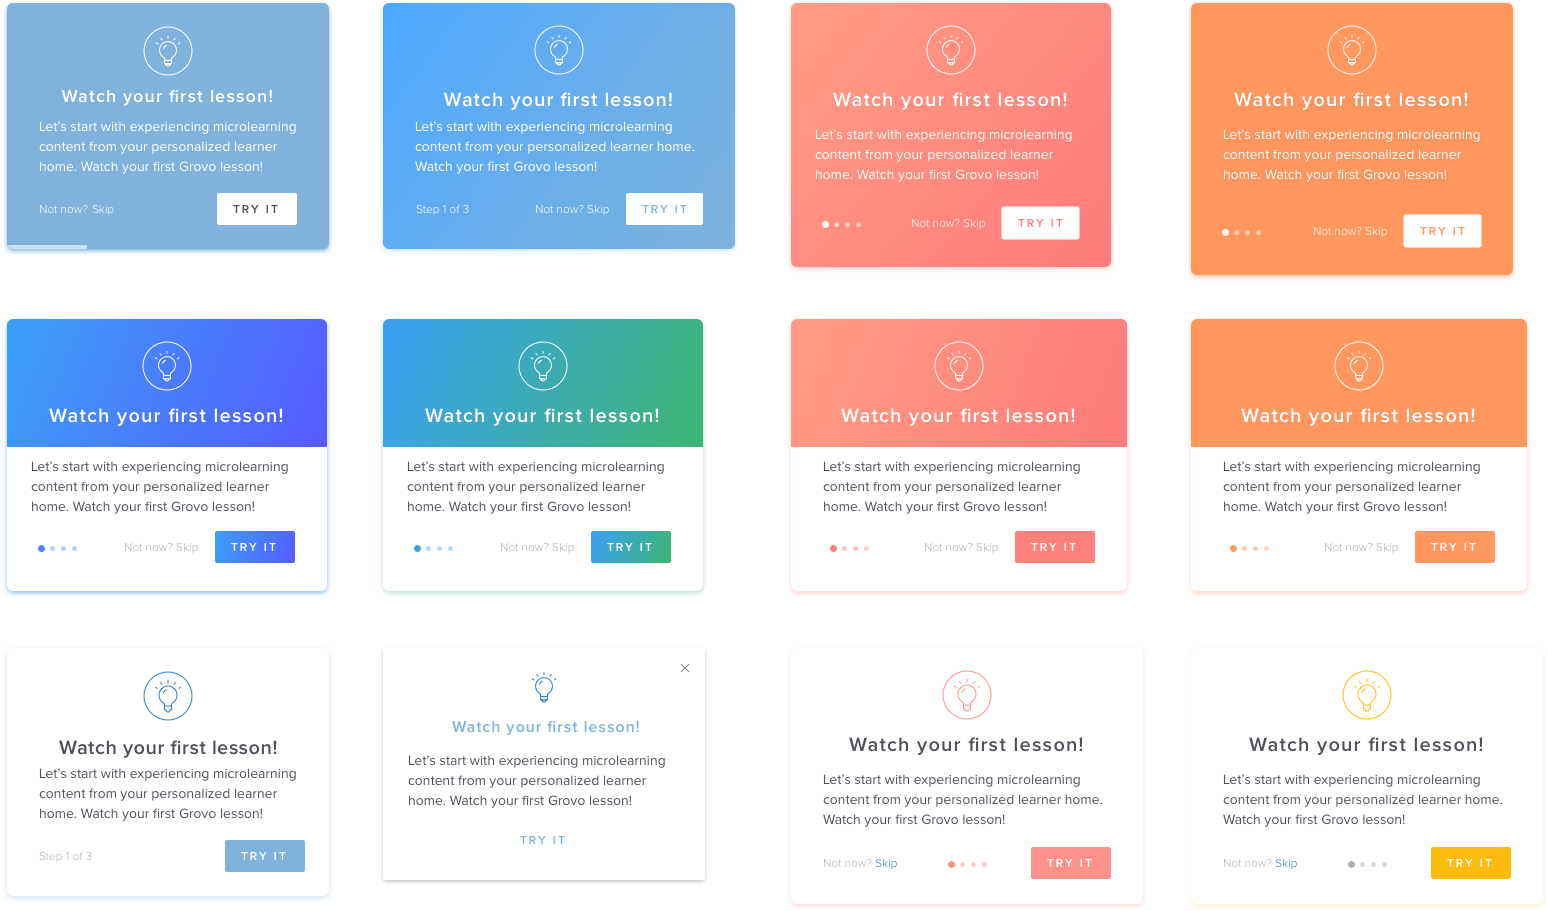 Watch your first lesson!
Let's start with experiencing microlearning
content from your personalized learner
home. Watch your first Grovo lesson!
Not now? Skip
TRY IT
Watch your first lesson!
Let's start with experiencing microlearning
content from your personalized learner home.
Watch your first Grovo lesson!
Step 1 of 3
Not now? Skip
TRY IT
Watch your first lesson!
Let's start with experiencing microlearning
content from your personalized learner
home. Watch your first Grovo lesson!
Not now? Skip
TRY IT
Watch your first lesson!
Let's start with experiencing microlearning
content from your personalized learner
home. Watch your first Grovo lesson!
Not now? Skip
TRY IT
Watch your first lesson!
Let's start with experiencing microlearning
content from your personalized learner
home. Watch your first Grovo lesson!
Not now? Skip
TRY IT
Watch your first lesson!
Let's start with experiencing microlearning
content from your personalized learner
home. Watch your first Grovo lesson!
Not now? Skip
TRY IT
Watch your first lesson!
Let's start with experiencing microlearning
content from your personalized learner
home. Watch your first Grovo lesson!
Not now? Skip
TRY IT
Watch your first lesson!
Let's start with experiencing microlearning
content from your personalized learner
home. Watch your first Grovo lesson!
Not now? Skip
TRY IT
Watch your first lesson!
Let's start with experiencing microlearning
content from your personalized learner
home. Watch your first Grovo lesson!
Step 1 of 3
TRY IT
Watch your first lesson!
Let's start with experiencing microlearning
content from your personalized learner
home. Watch your first Grovo lesson!
TRY IT
Watch your first lesson!
Let's start with experiencing microlearning
content from your personalized learner home.
Watch your first Grovo lesson!
Not now? Skip
TRY IT
Watch your first lesson!
Let's start with experiencing microlearning
content from your personalized learner home.
Watch your first Grovo lesson!
Not now? Skip
TRY IT